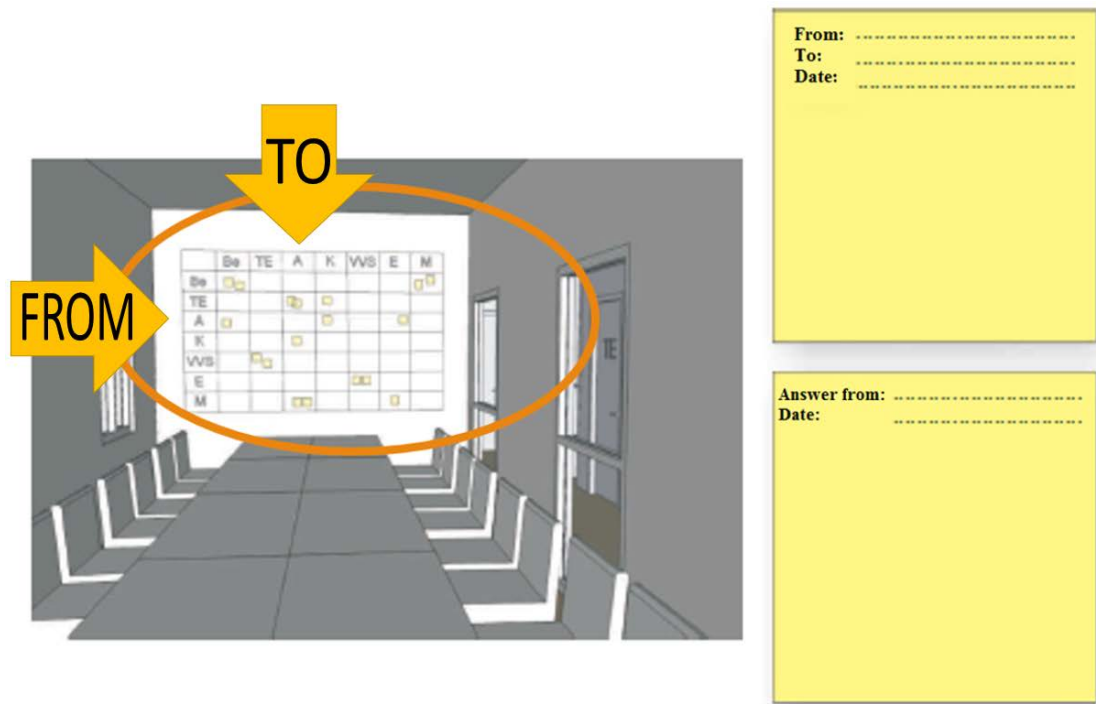 TO
FROM
Be TE A K VVS E M
Be
TE
A
K
VVS
E
M
TE
From:
To:
Date:
Answer from:
Date: